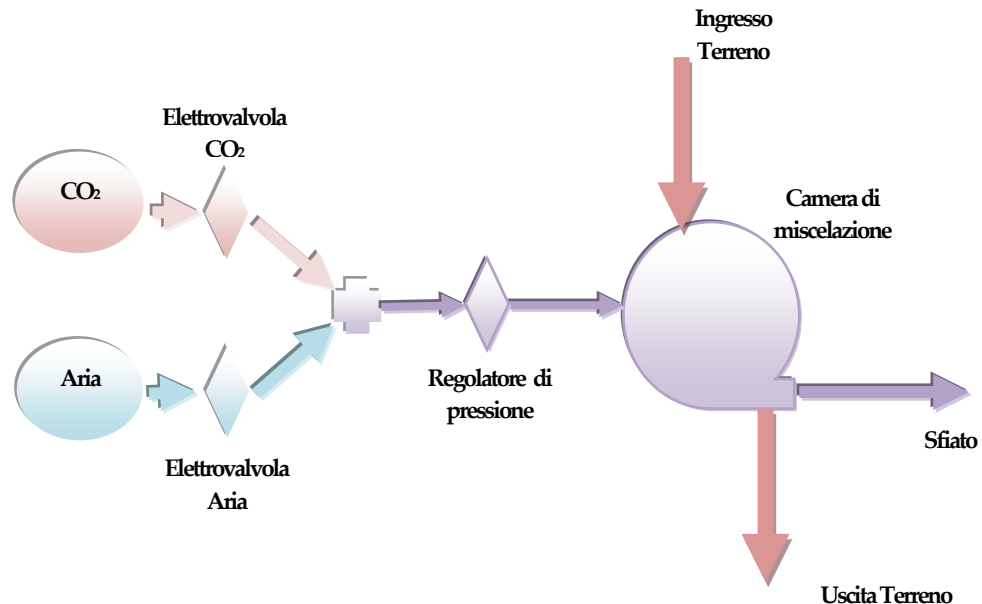 Ingresso
Terreno
Elettrovalvola
CO₂
CO₂
Camera di
miscelazione
Aria
Regolatore di
pressione
Sfiato
Elettrovalvola
Aria
Uscita Terreno